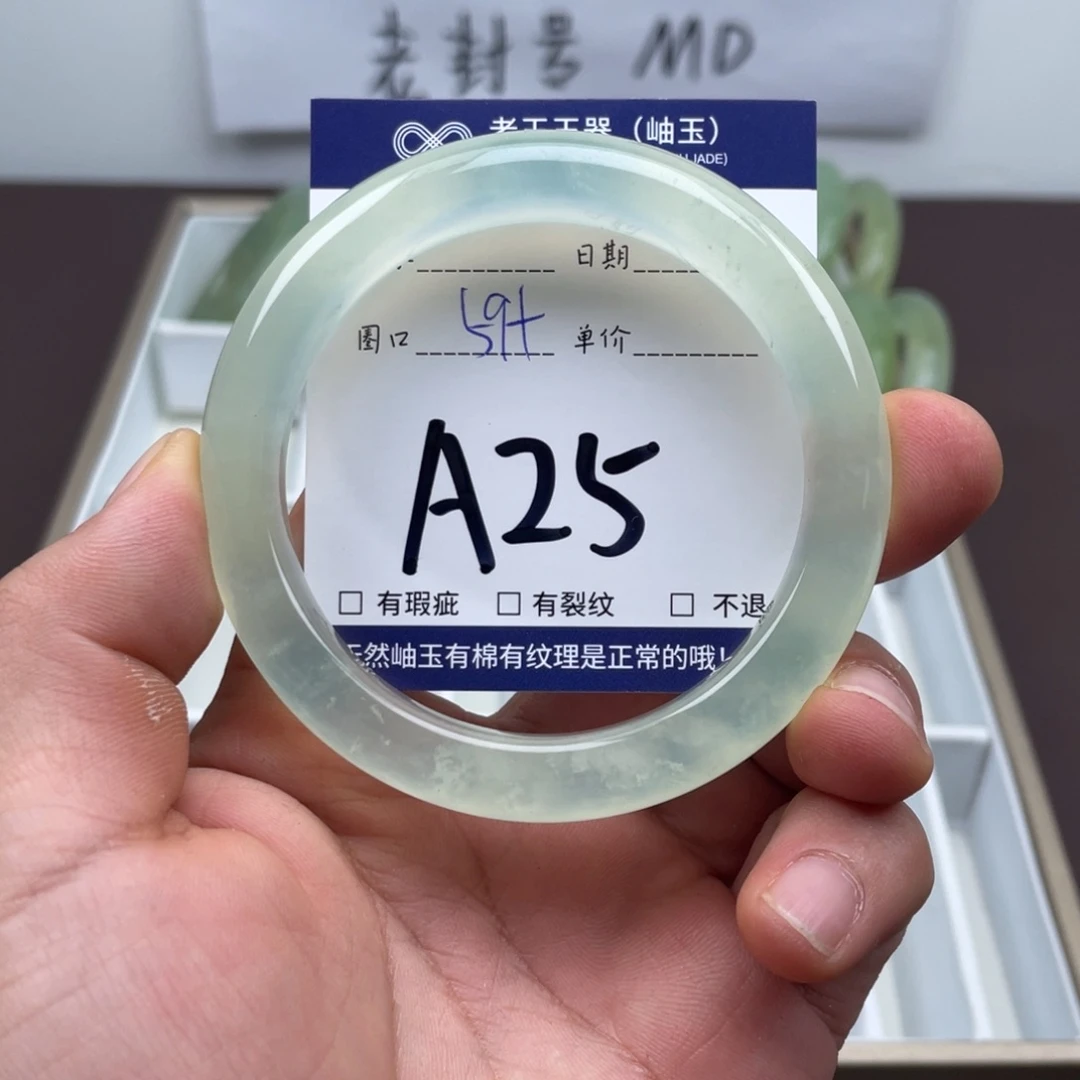 老封号 MD
老王玉器（岫玉）
JADE)
日期
圈口 59+ 单价
A25
□ 有瑕疵 □ 有裂纹 □ 不退
然岫玉有棉有纹理是正常的哦!